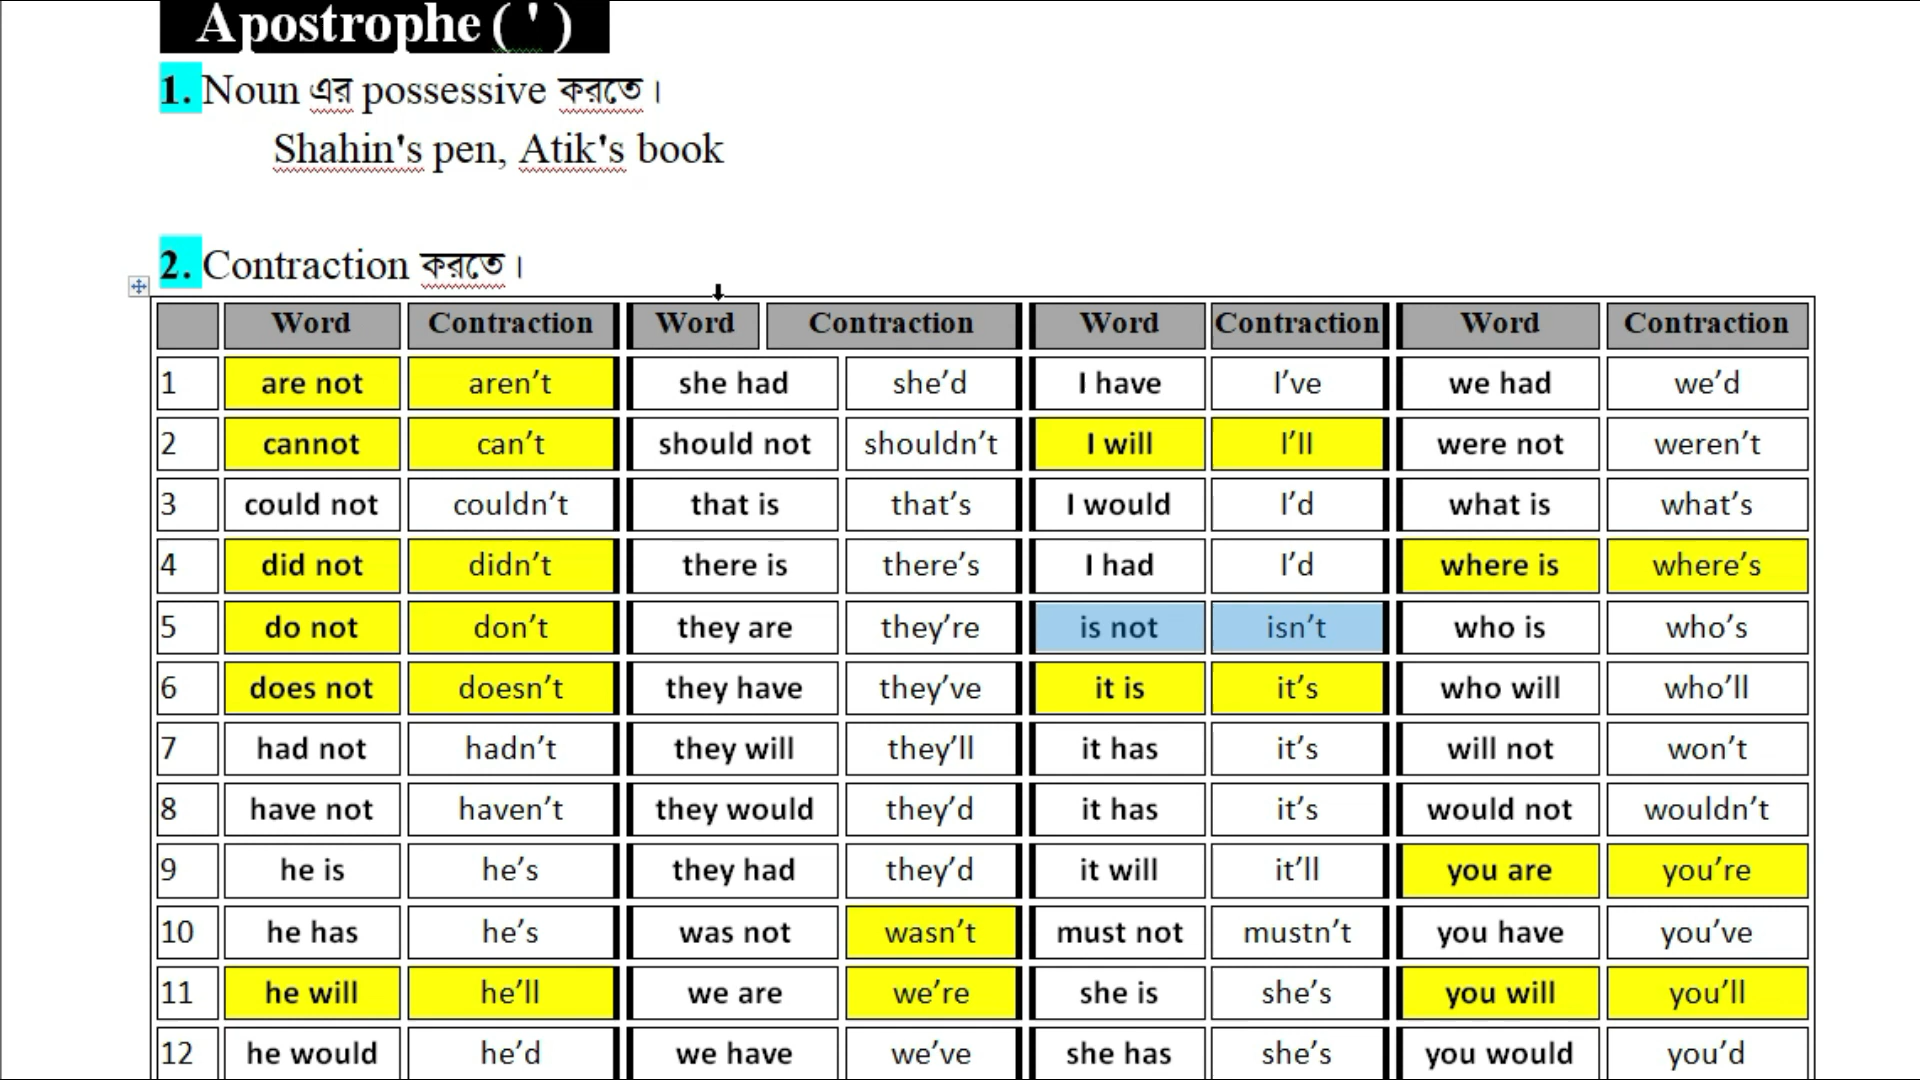 Apostrophe ( ' )
1. Noun এর possessive করতে।
Shahin's pen, Atik's book
2. Contraction করতে।
Word Contraction Word Contraction Word Contraction Word Contraction
1 are not aren’t she had she’d I have I’ve we had we’d
2 cannot can’t should not shouldn’t I will I’ll were not weren’t
3 could not couldn’t that is that’s I would I’d what is what’s
4 did not didn’t there is there’s I had I’d where is where’s
5 do not don’t they are they’re is not isn’t who is who’s
6 does not doesn’t they have they’ve it is it’s who will who’ll
7 had not hadn’t they will they’ll it has it’s will not won’t
8 have not haven’t they would they’d it has it’s would not wouldn’t
9 he is he’s they had they’d it will it’ll you are you’re
10 he has he’s was not wasn’t must not mustn’t you have you’ve
11 he will he’ll we are we’re she is she’s you will you’ll
12 he would he’d we have we’ve she has she’s you would you’d